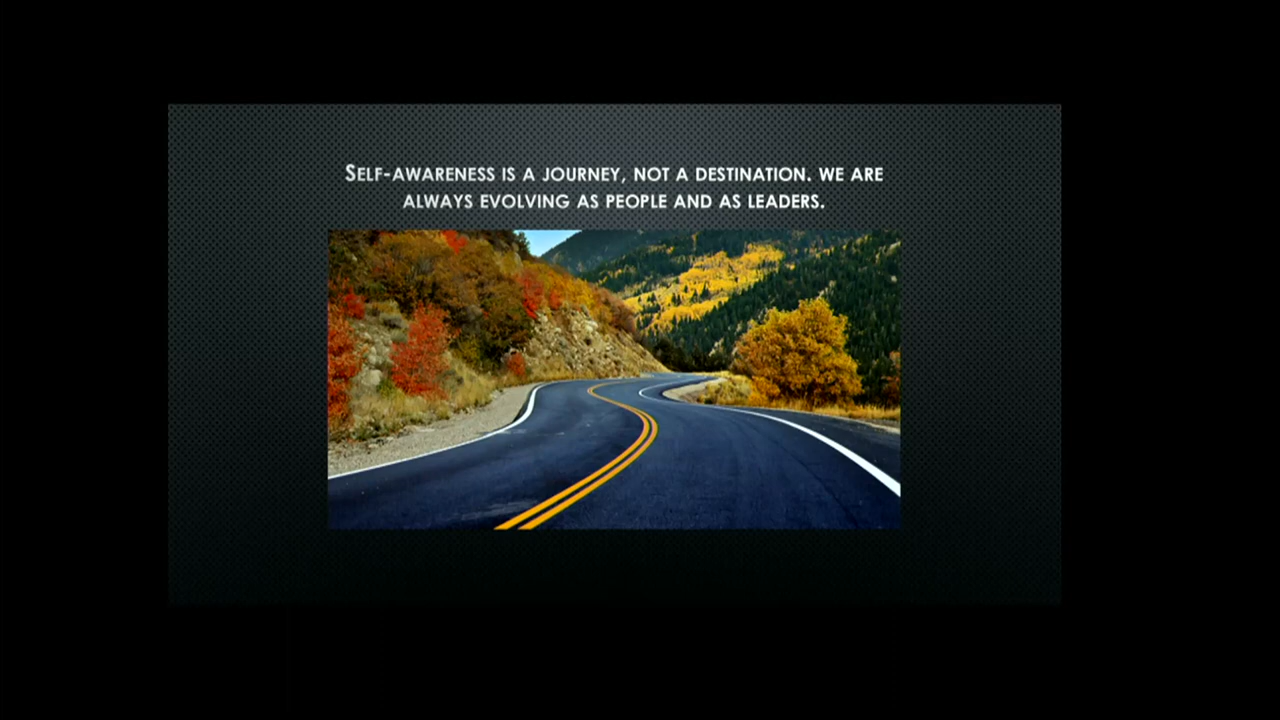 Self-awareness is a journey, not a destination. we are
always evolving as people and as leaders.